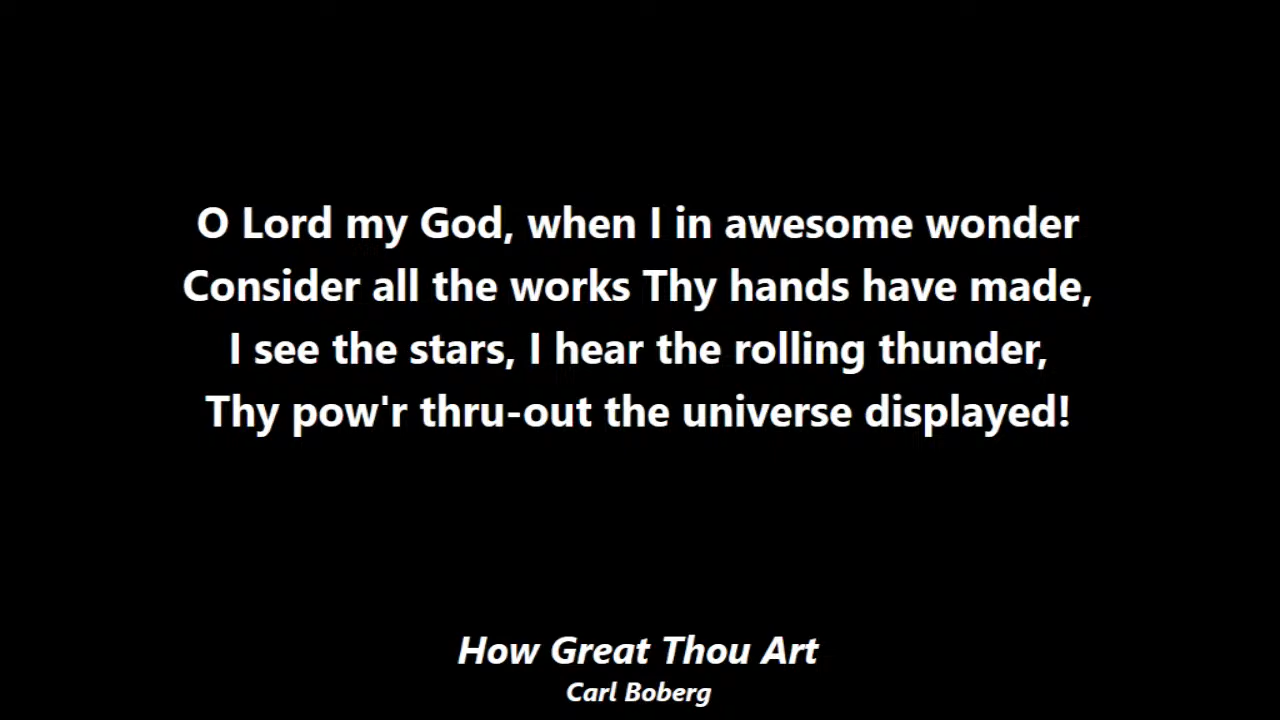 O Lord my God, when I in awesome wonder
Consider all the works Thy hands have made,
I see the stars, I hear the rolling thunder,
Thy pow'r thru-out the universe displayed!
How Great Thou Art
Carl Boberg